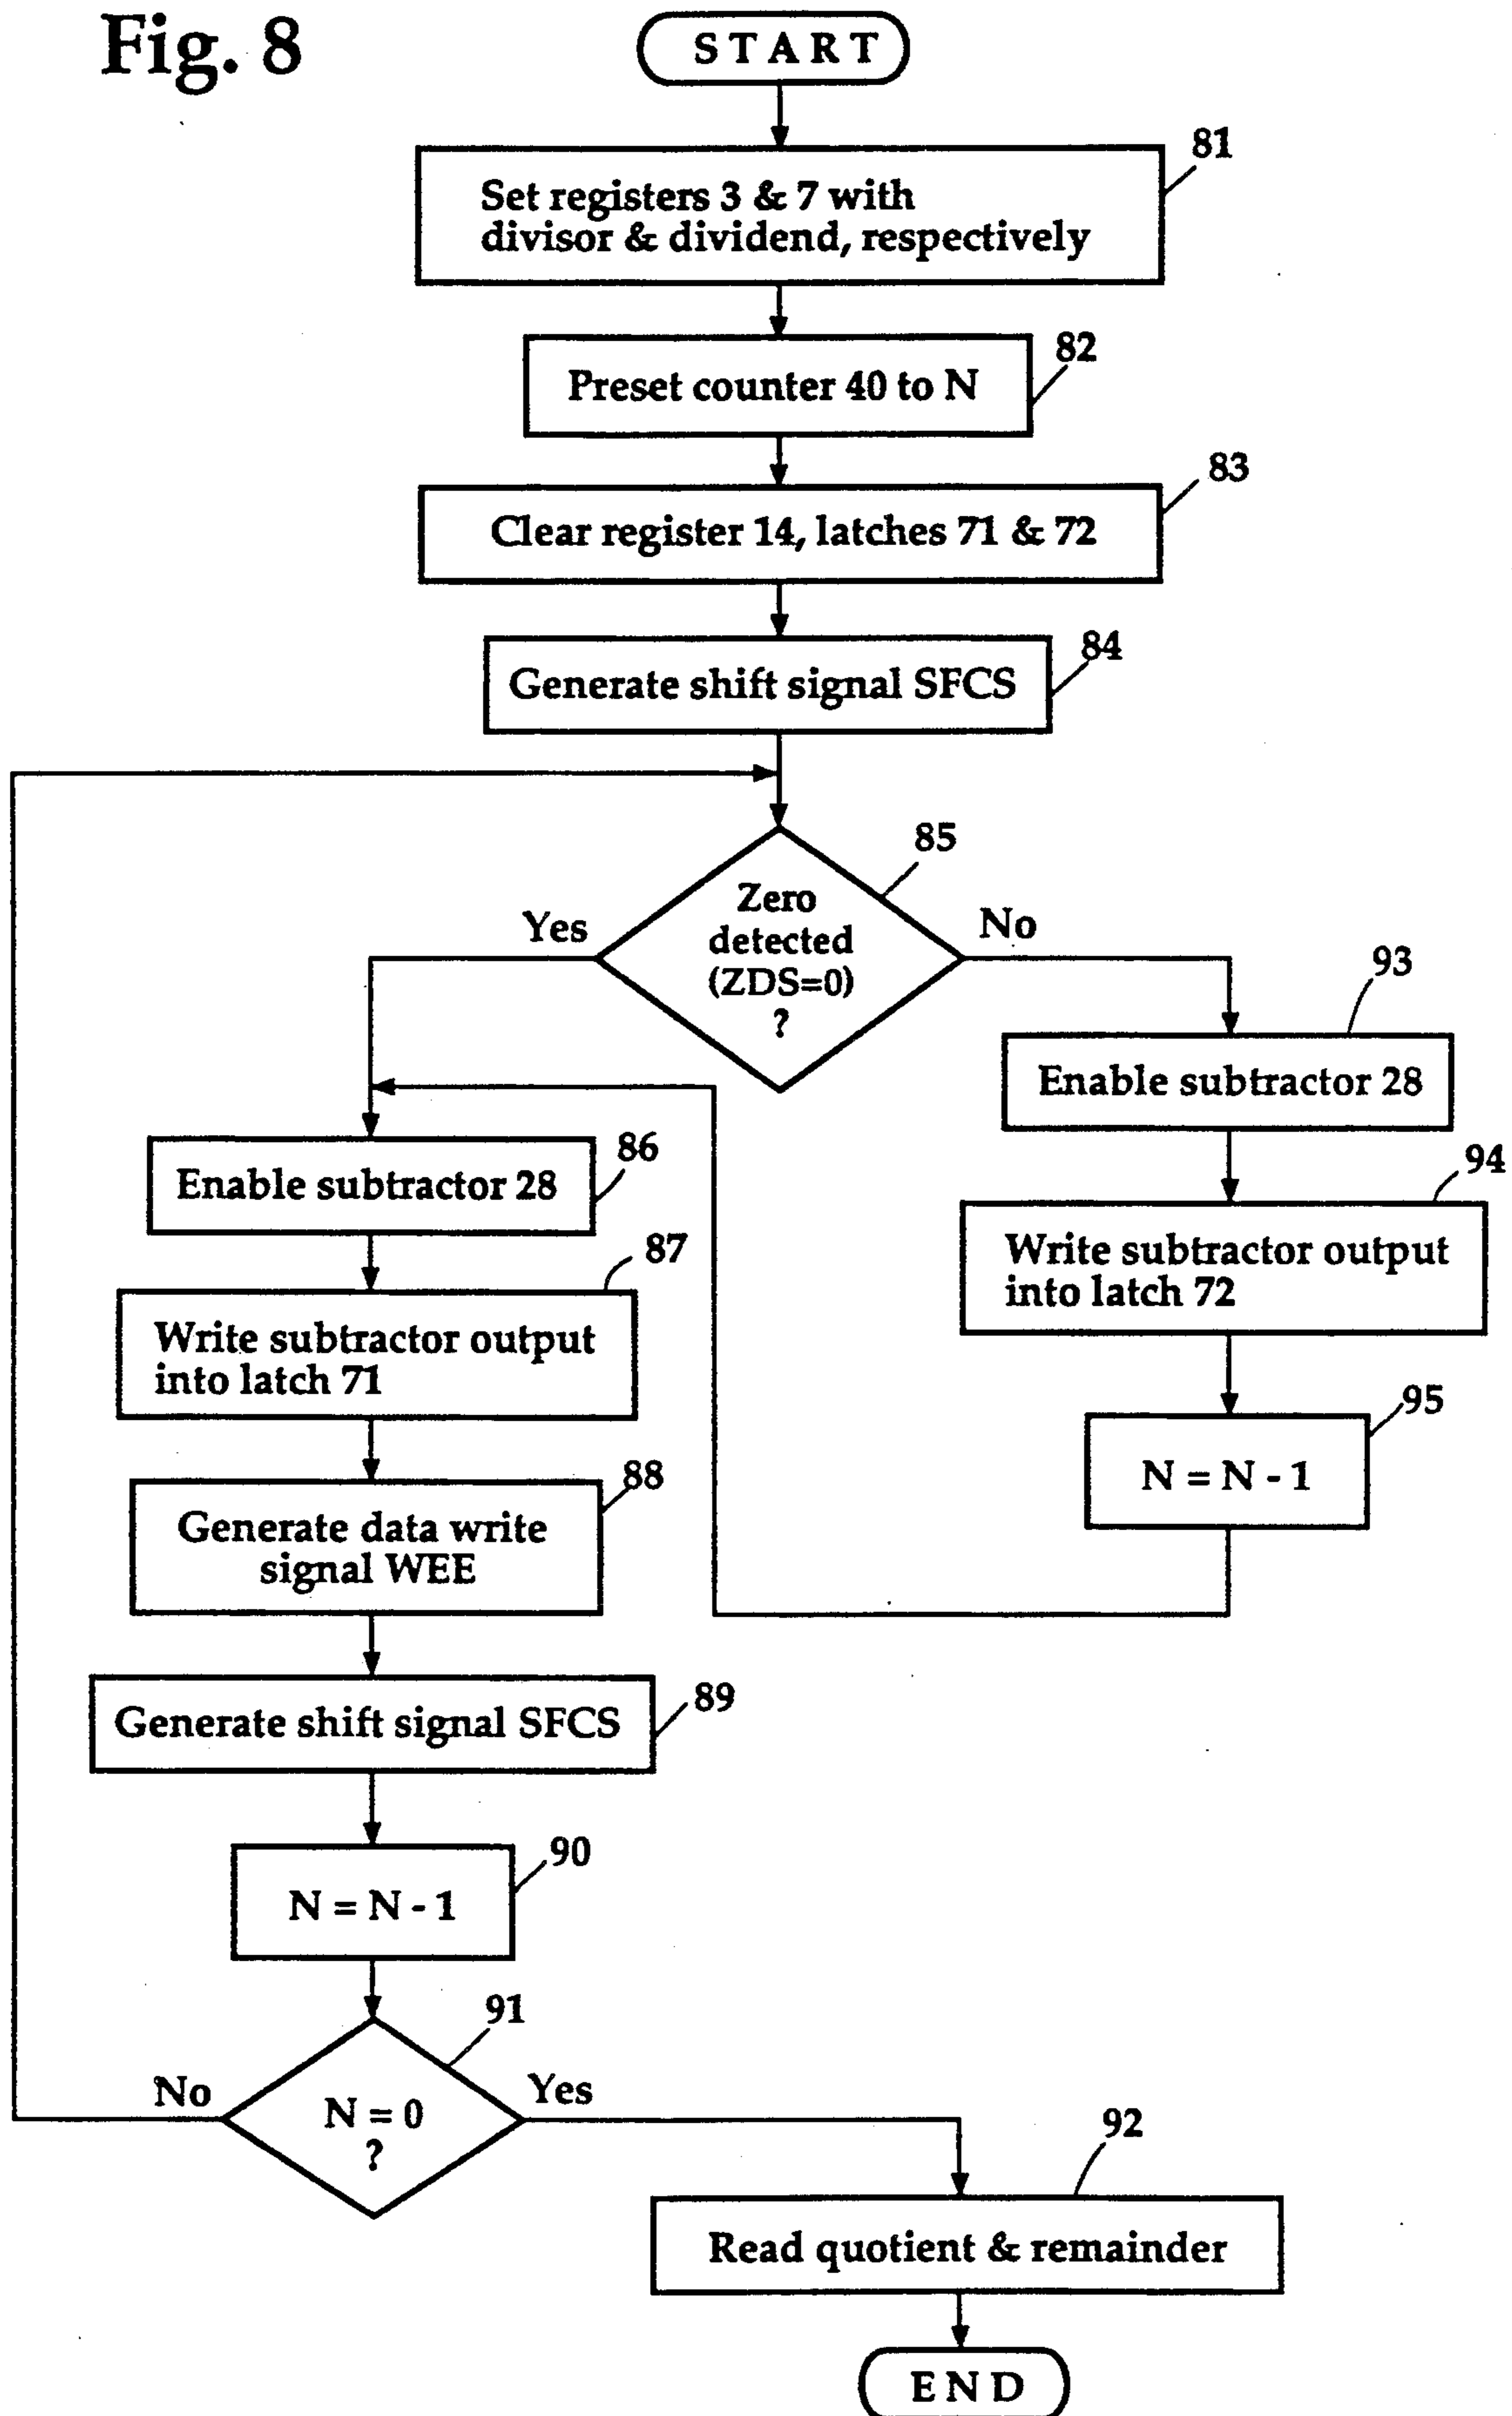 Fig. 8
START
81
Set registers 3 & 7 with
divisor & dividend, respectively
82
Preset counter 40 to N
83
Clear register 14, latches 71 & 72
84
Generate shift signal SFCS
85
Zero
detected
(ZDS=0)
?
Yes
No
93
Enable subtractor 28
94
Write subtractor output
into latch 72
95
N = N - 1
86
Enable subtractor 28
87
Write subtractor output
into latch 71
88
Generate data write
signal WEE
89
Generate shift signal SFCS
90
N = N - 1
91
N = 0
?
No
Yes
92
Read quotient & remainder
END